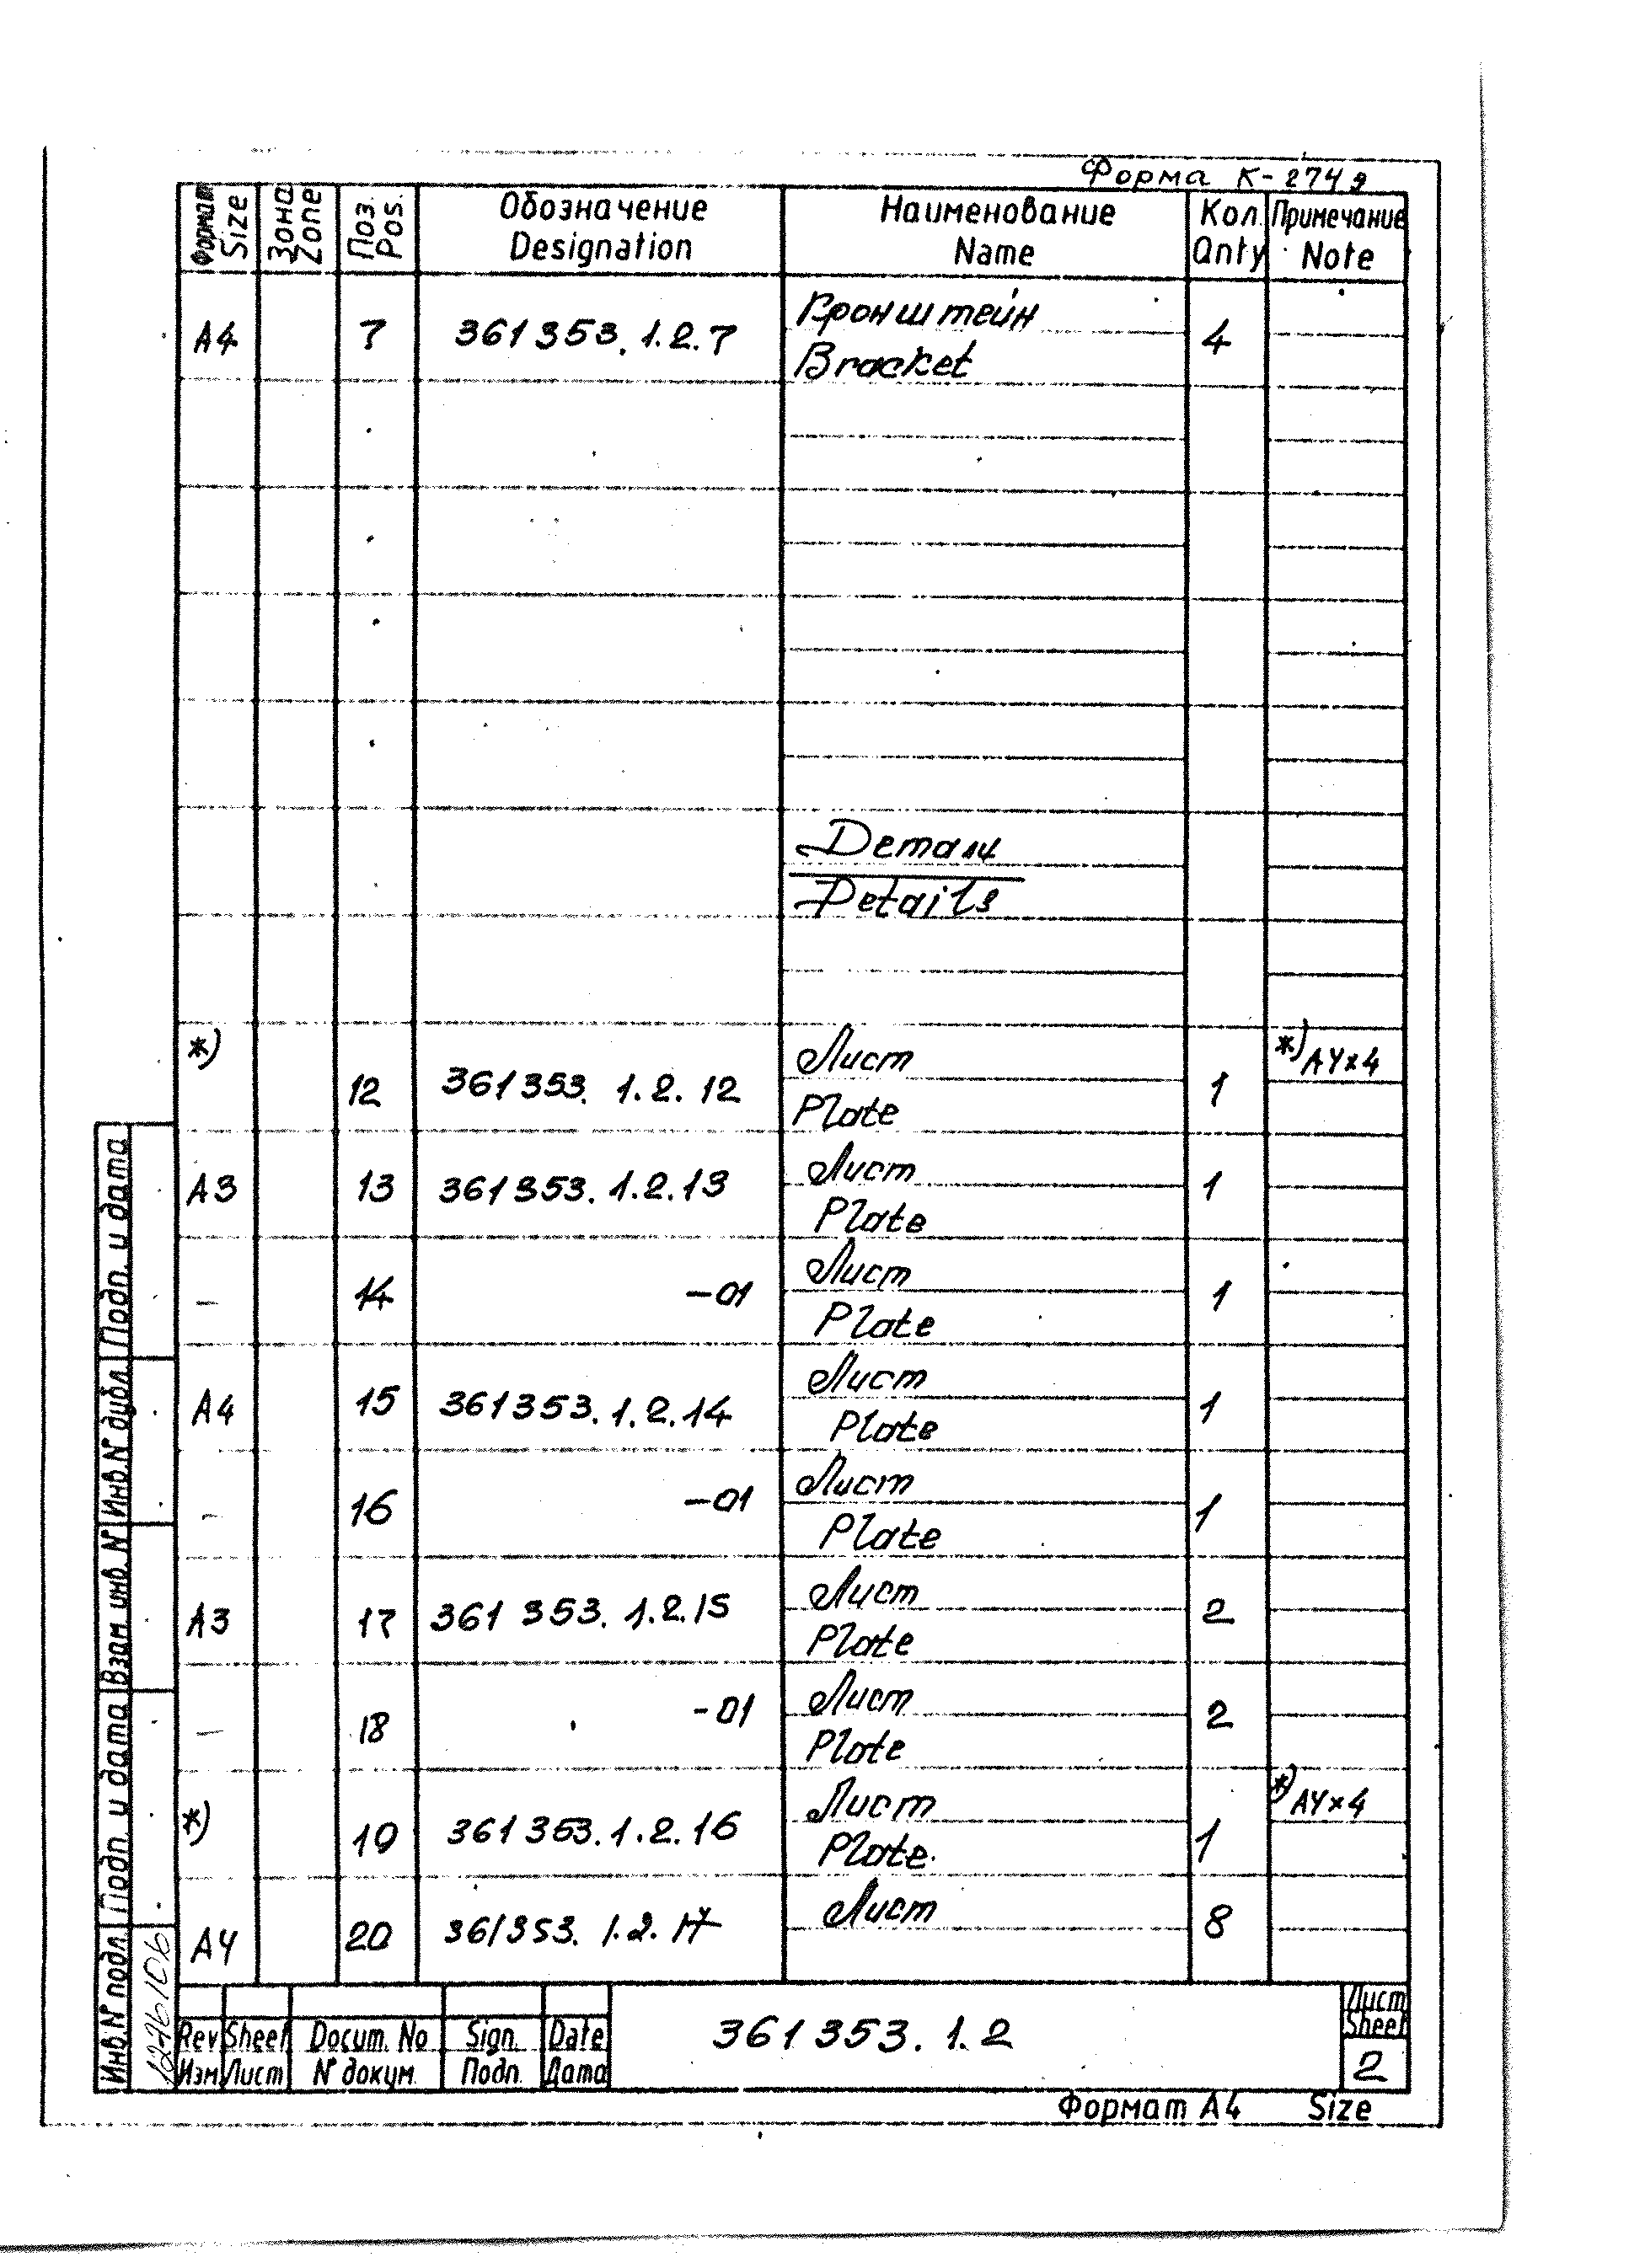 Форма К-274э
Формат Size
Зона Zone
Поз. Pos.
Обозначение
Designation
Наименование
Name
Кол. Qnty
Примечание
Note
А4 7 361353.1.2.7 Кронштейн 4
Bracket
Детали
Details
*) 12 361353.1.2.12 Лист 1 *) А4х4
Plate
А3 13 361353.1.2.13 Лист 1
Plate
— 14 -01 Лист 1
Plate
А4 15 361353.1.2.14 Лист 1
Plate
— 16 -01 Лист 1
Plate
А3 17 361353.1.2.15 Лист 2
Plate
— 18 -01 Лист 2
Plate
*) 19 361353.1.2.16 Лист 1 *) А4х4
Plate.
А4 20 361353.1.2.17 Лист 8
Подп. и дата
Инв.№ дубл.
Взам. инв. №
Подп. и дата
Инв.№ подл.
Rev Sheet Docum. No Sign. Date
Изм Лист № докум. Подп. Дата
361353.1.2
Лист
Sheet
2
Формат А4 Size